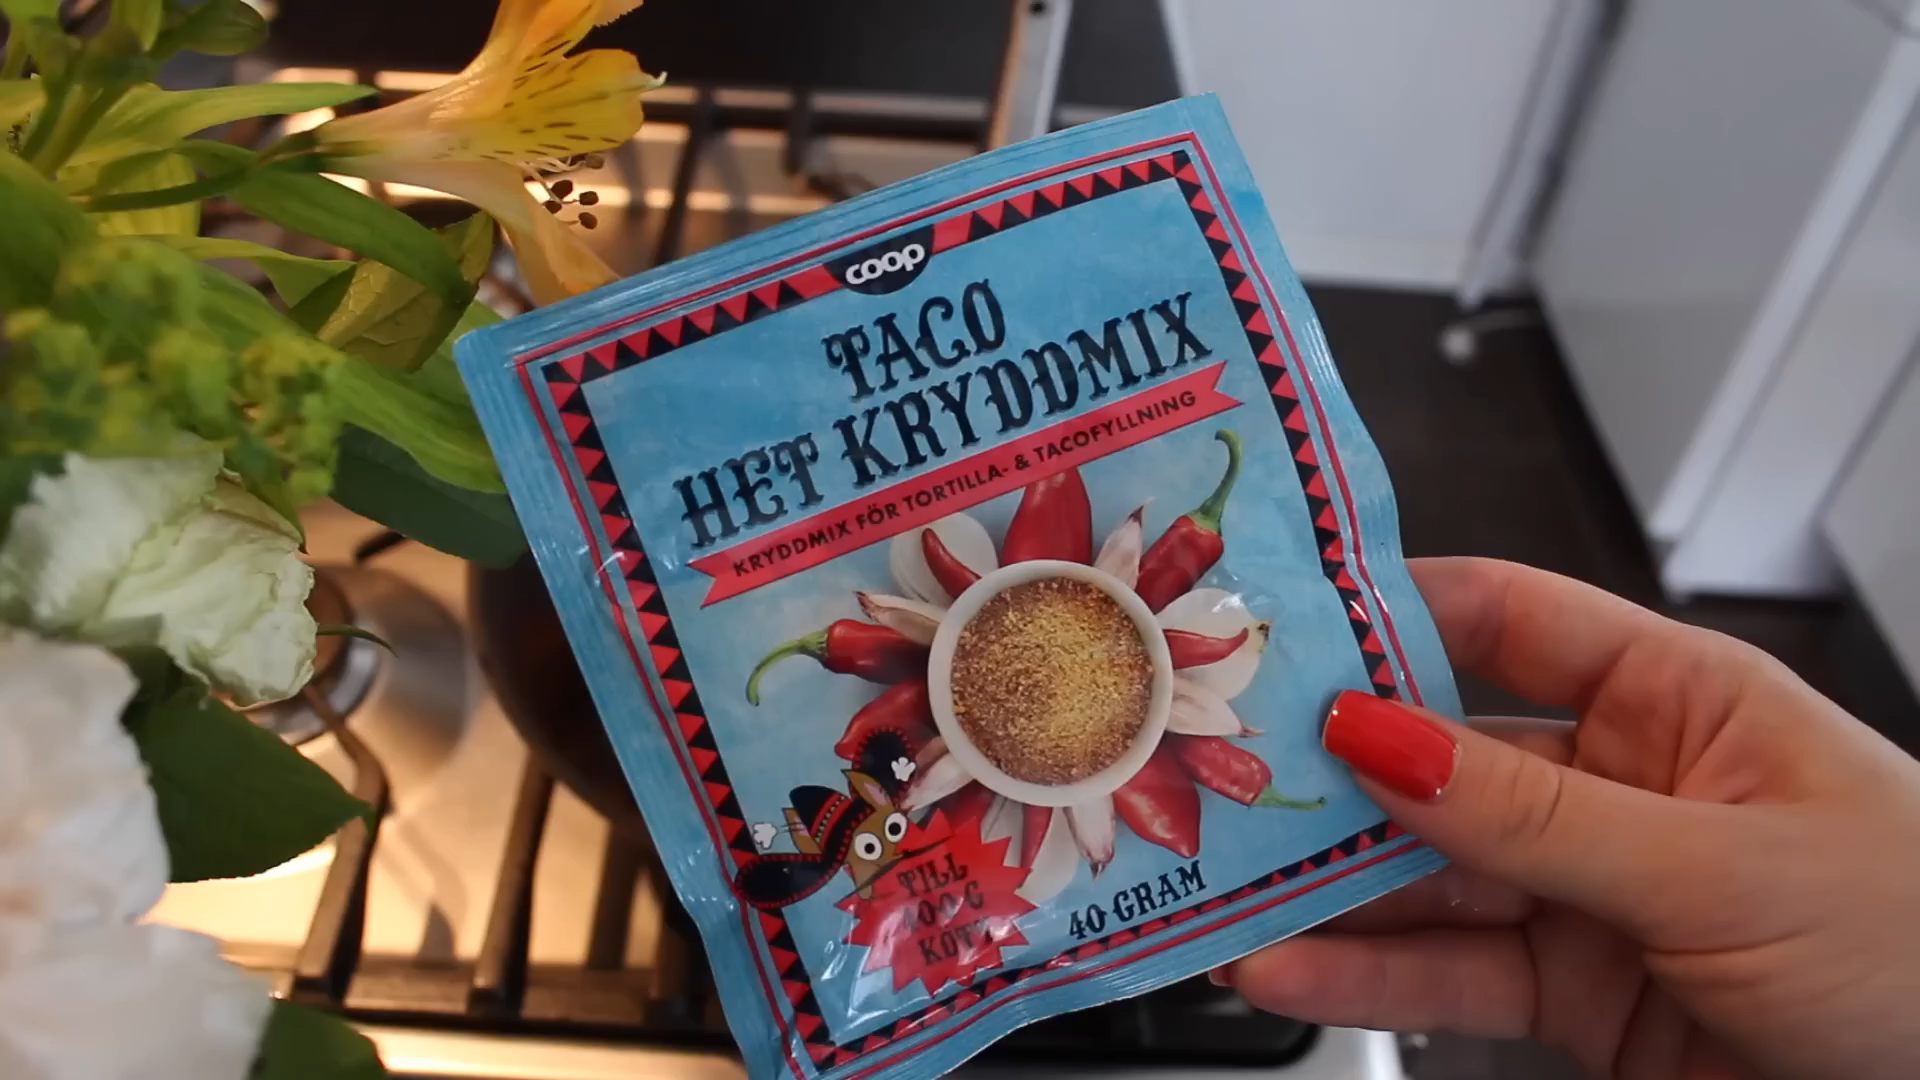 coop
TACO
HET KRYDDMIX
KRYDDMIX FÖR TORTILLA- & TACOFYLLNING
TILL
400 G
KÖTT
40 GRAM